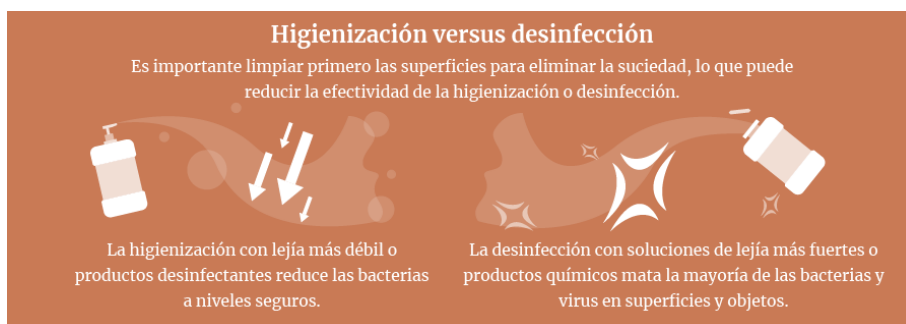 Higienización versus desinfección
Es importante limpiar primero las superficies para eliminar la suciedad, lo que puede
reducir la efectividad de la higienización o desinfección.
La higienización con lejía más débil o
productos desinfectantes reduce las bacterias
a niveles seguros.
La desinfección con soluciones de lejía más fuertes o
productos químicos mata la mayoría de las bacterias y
virus en superficies y objetos.